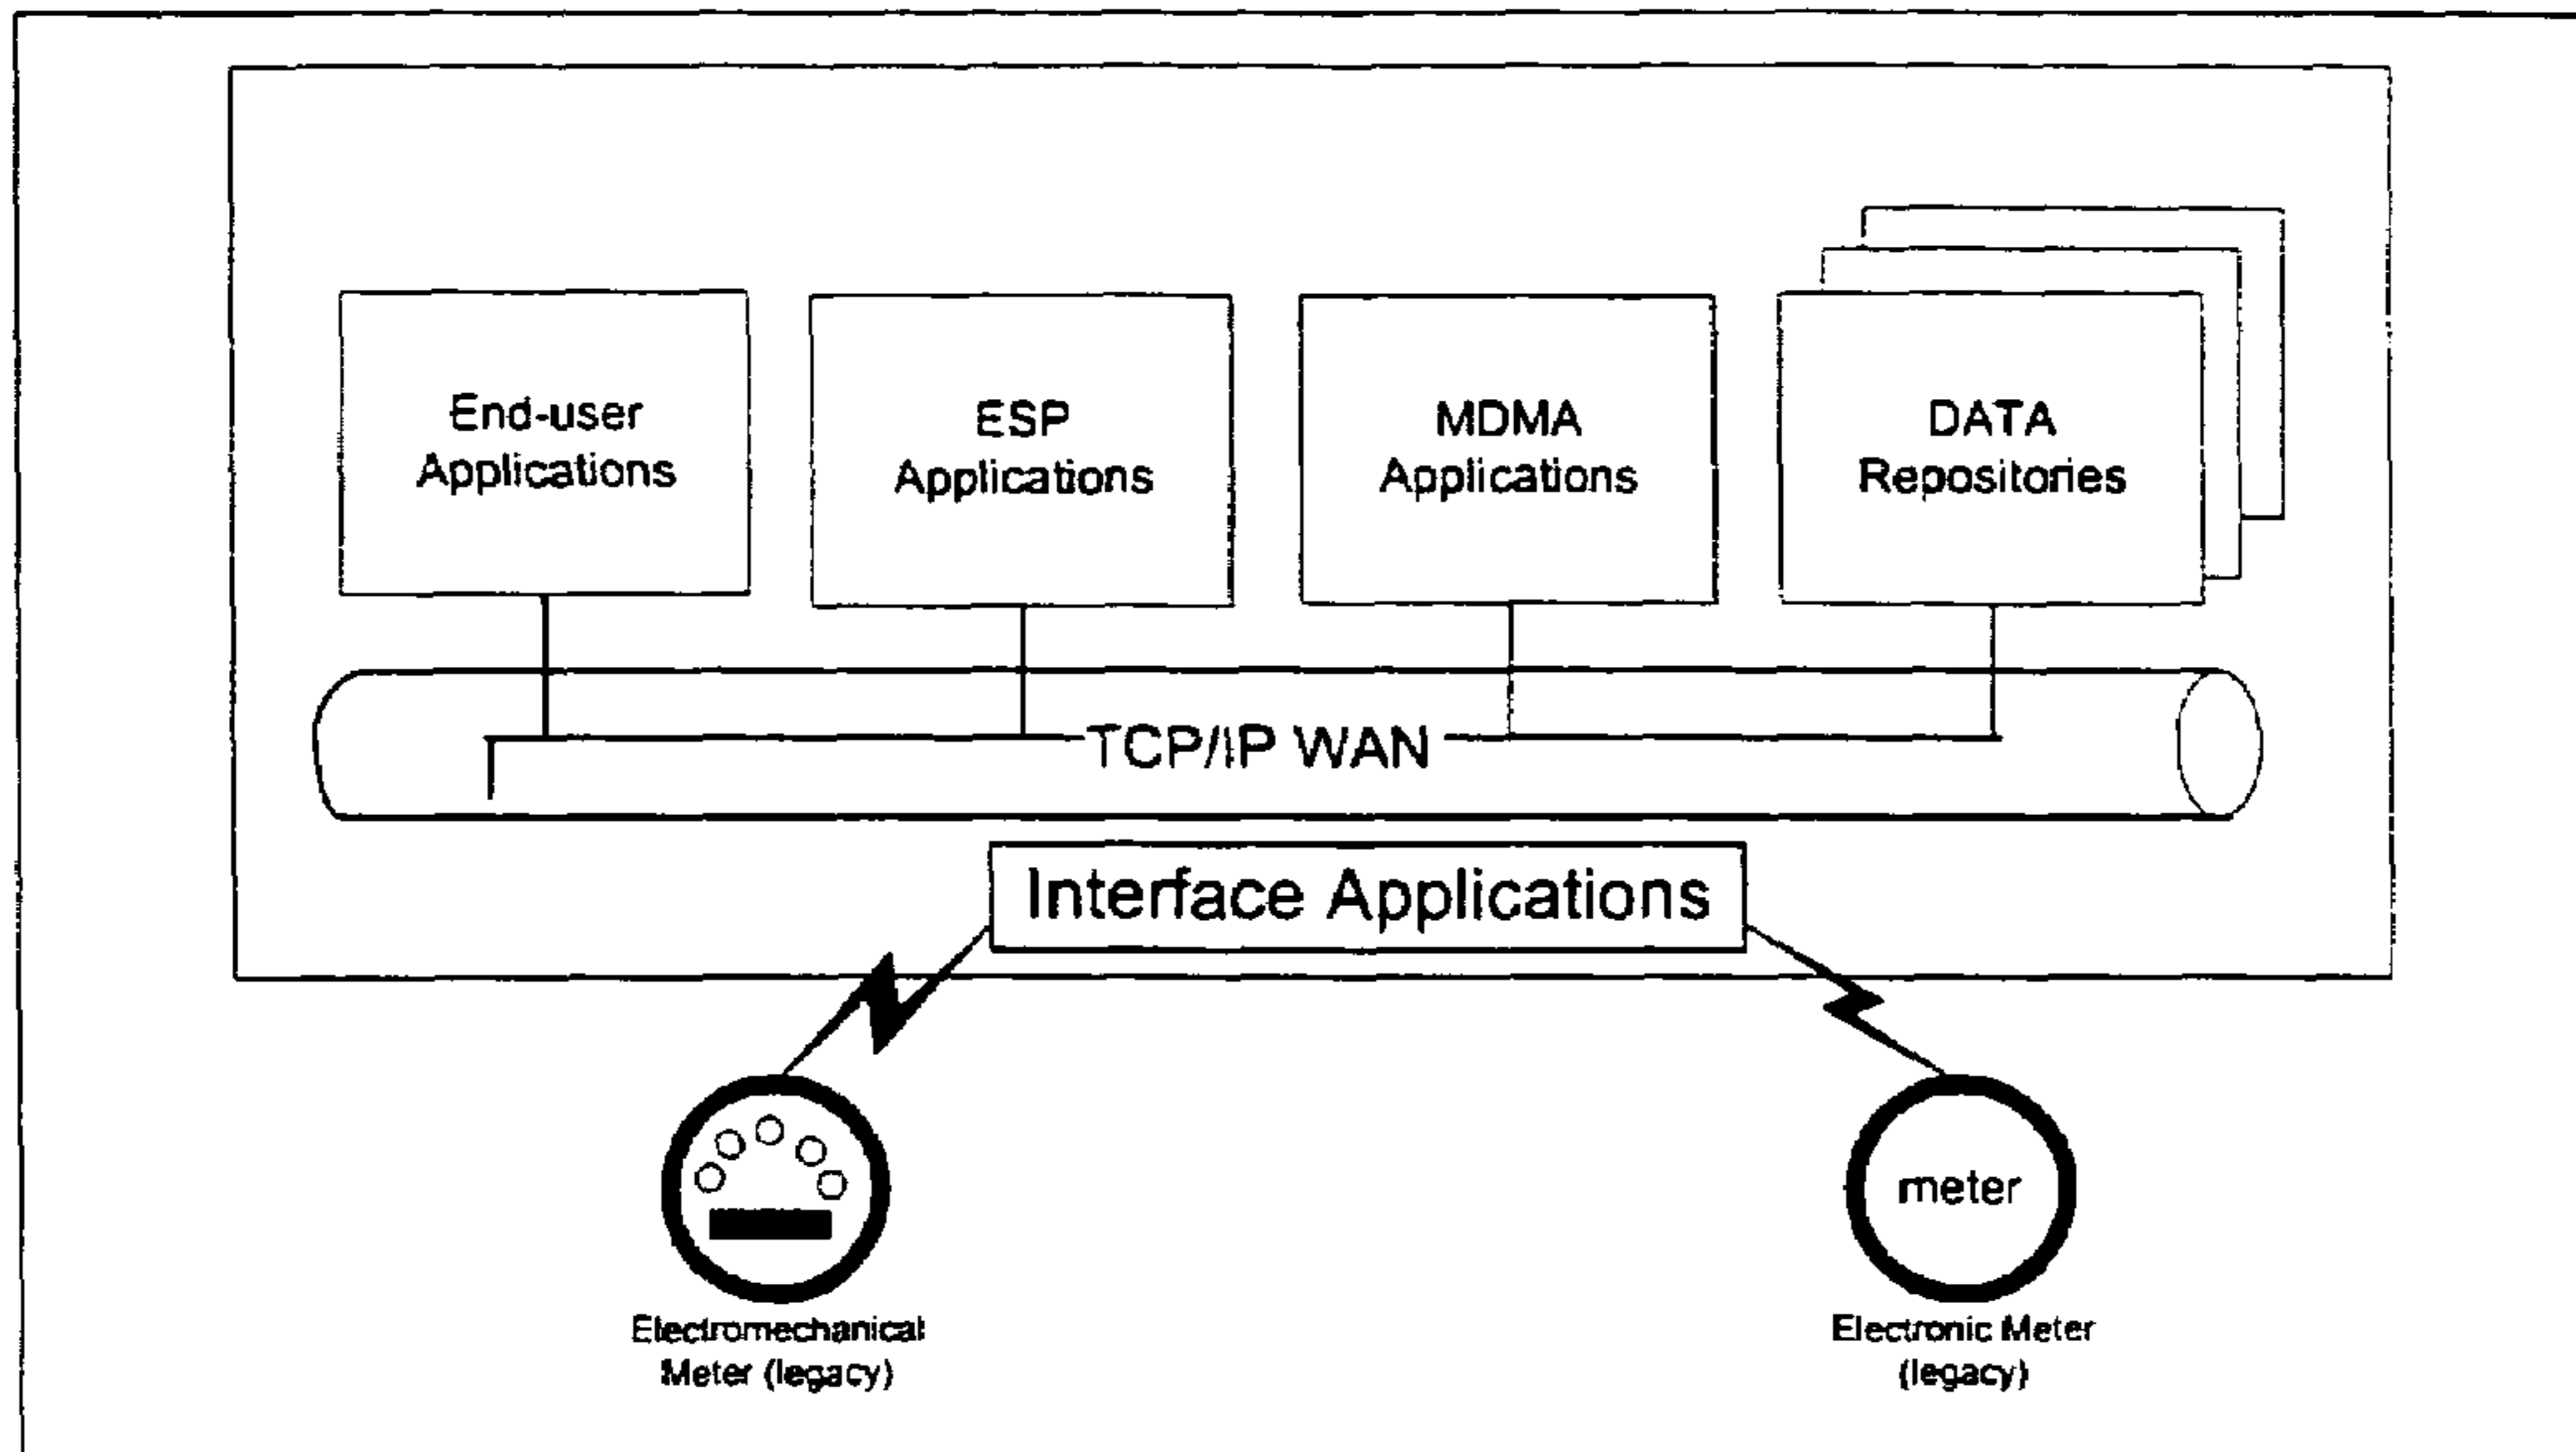 End-user
Applications
ESP
Applications
MDMA
Applications
DATA
Repositories
TCP/IP WAN
Interface Applications
meter
Electromechanical
Meter (legacy)
Electronic Meter
(legacy)